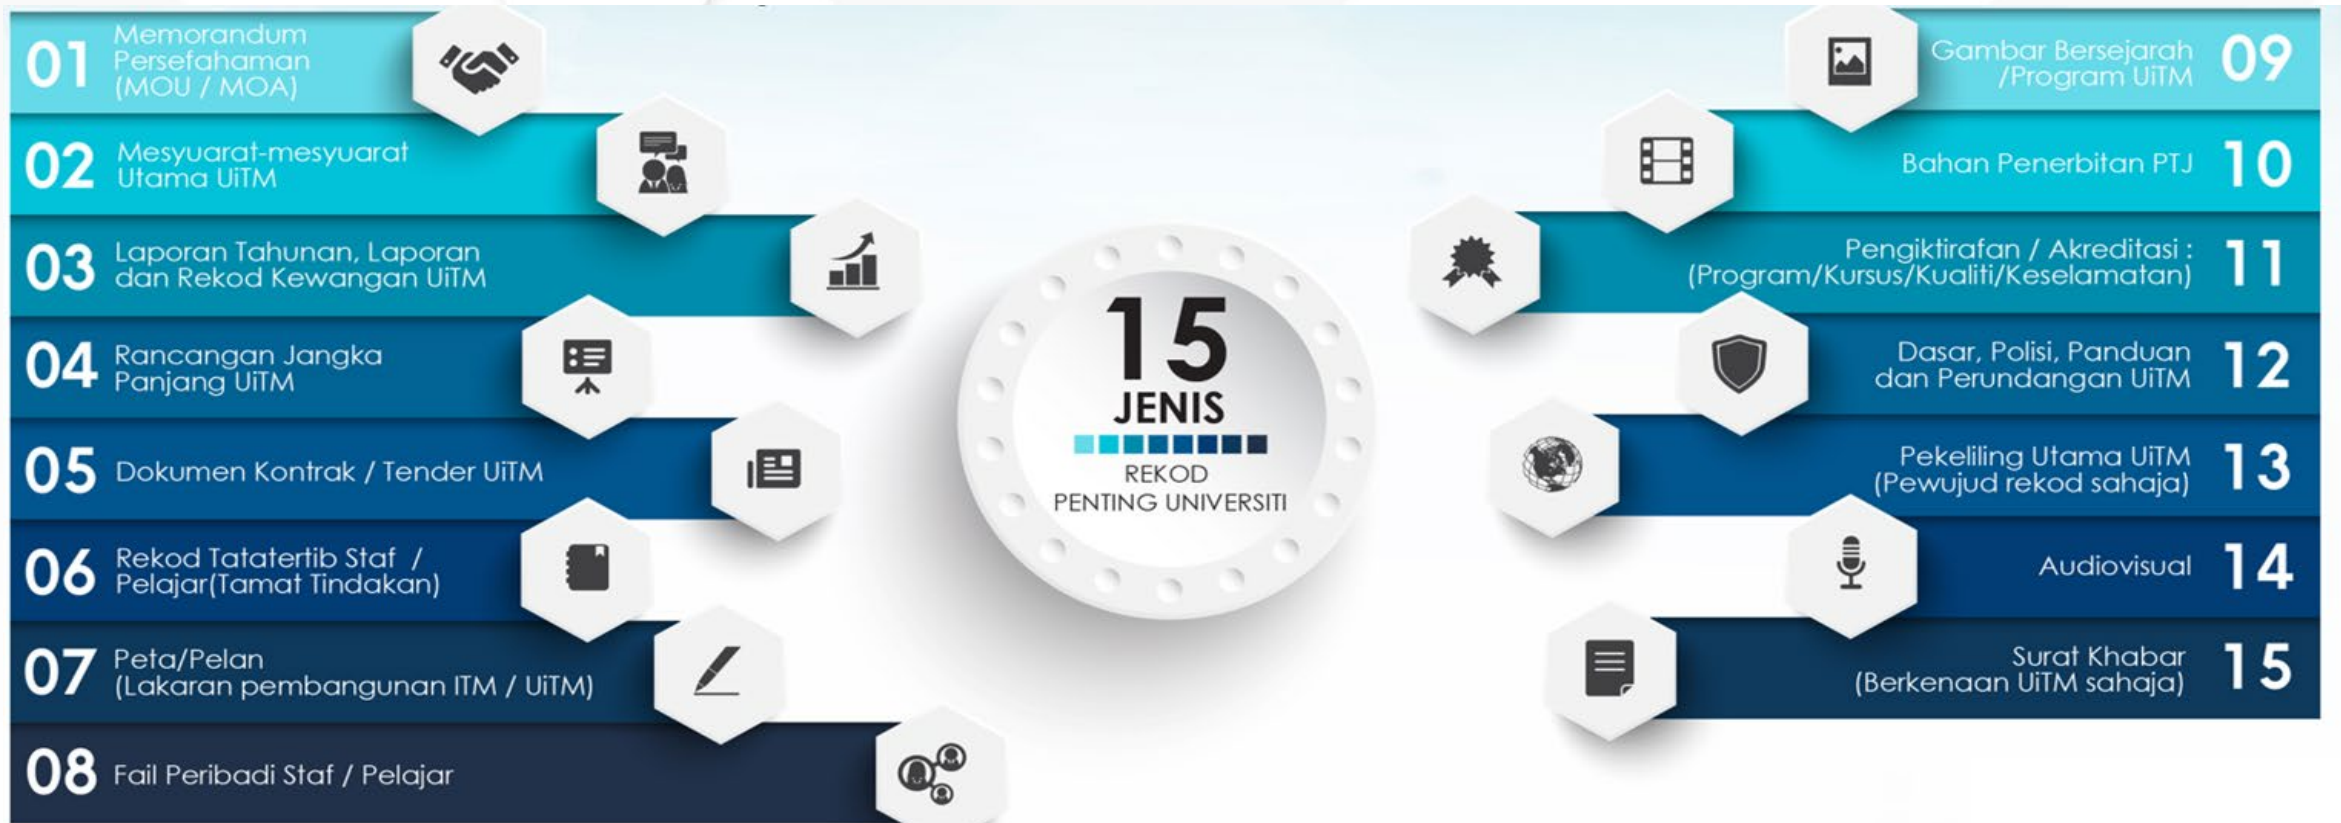 01
Memorandum
Persefahaman
(MOU / MOA)
02
Mesyuarat-mesyuarat
Utama UiTM
03
Laporan Tahunan, Laporan
dan Rekod Kewangan UiTM
04
Rancangan Jangka
Panjang UiTM
05
Dokumen Kontrak / Tender UiTM
06
Rekod Tatatertib Staf /
Pelajar(Tamat Tindakan)
07
Peta/Pelan
(Lakaran pembangunan ITM / UiTM)
08
Fail Peribadi Staf / Pelajar
15
JENIS
REKOD
PENTING UNIVERSITI
Gambar Bersejarah
/Program UiTM
09
Bahan Penerbitan PTJ
10
Pengiktirafan / Akreditasi :
(Program/Kursus/Kualiti/Keselamatan)
11
Dasar, Polisi, Panduan
dan Perundangan UiTM
12
Pekeliling Utama UiTM
(Pewujud rekod sahaja)
13
Audiovisual
14
Surat Khabar
(Berkenaan UiTM sahaja)
15